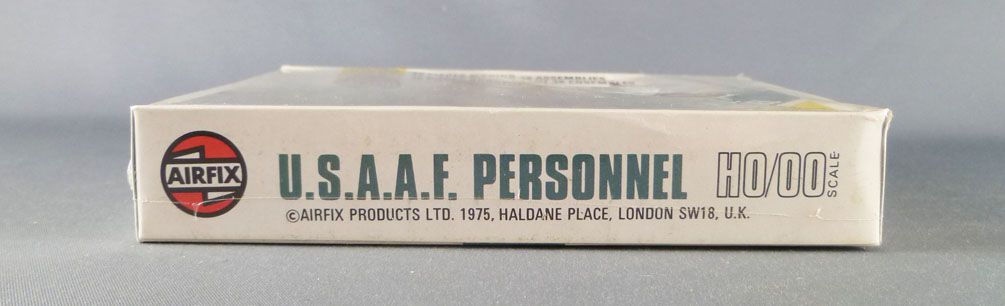 AIRFIX
U.S.A.A.F. PERSONNEL HO/OO SCALE
©AIRFIX PRODUCTS LTD. 1975, HALDANE PLACE, LONDON SW18, U.K.